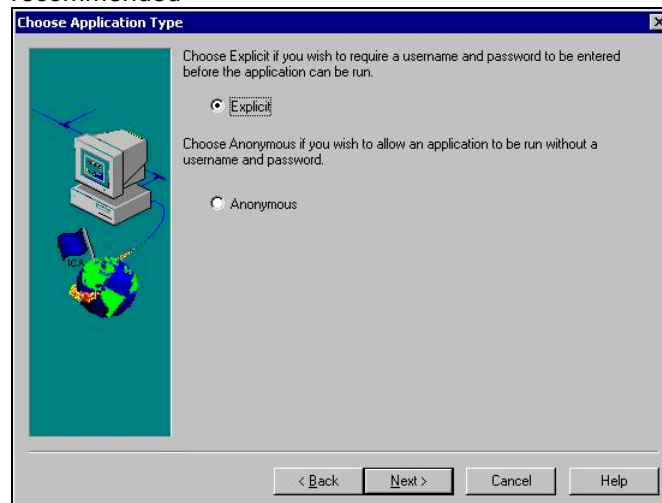 recommended
Choose Application Type
Choose Explicit if you wish to require a username and password to be entered
before the application can be run.
Explicit
Choose Anonymous if you wish to allow an application to be run without a
username and password.
Anonymous
ICA
< Back
Next >
Cancel
Help